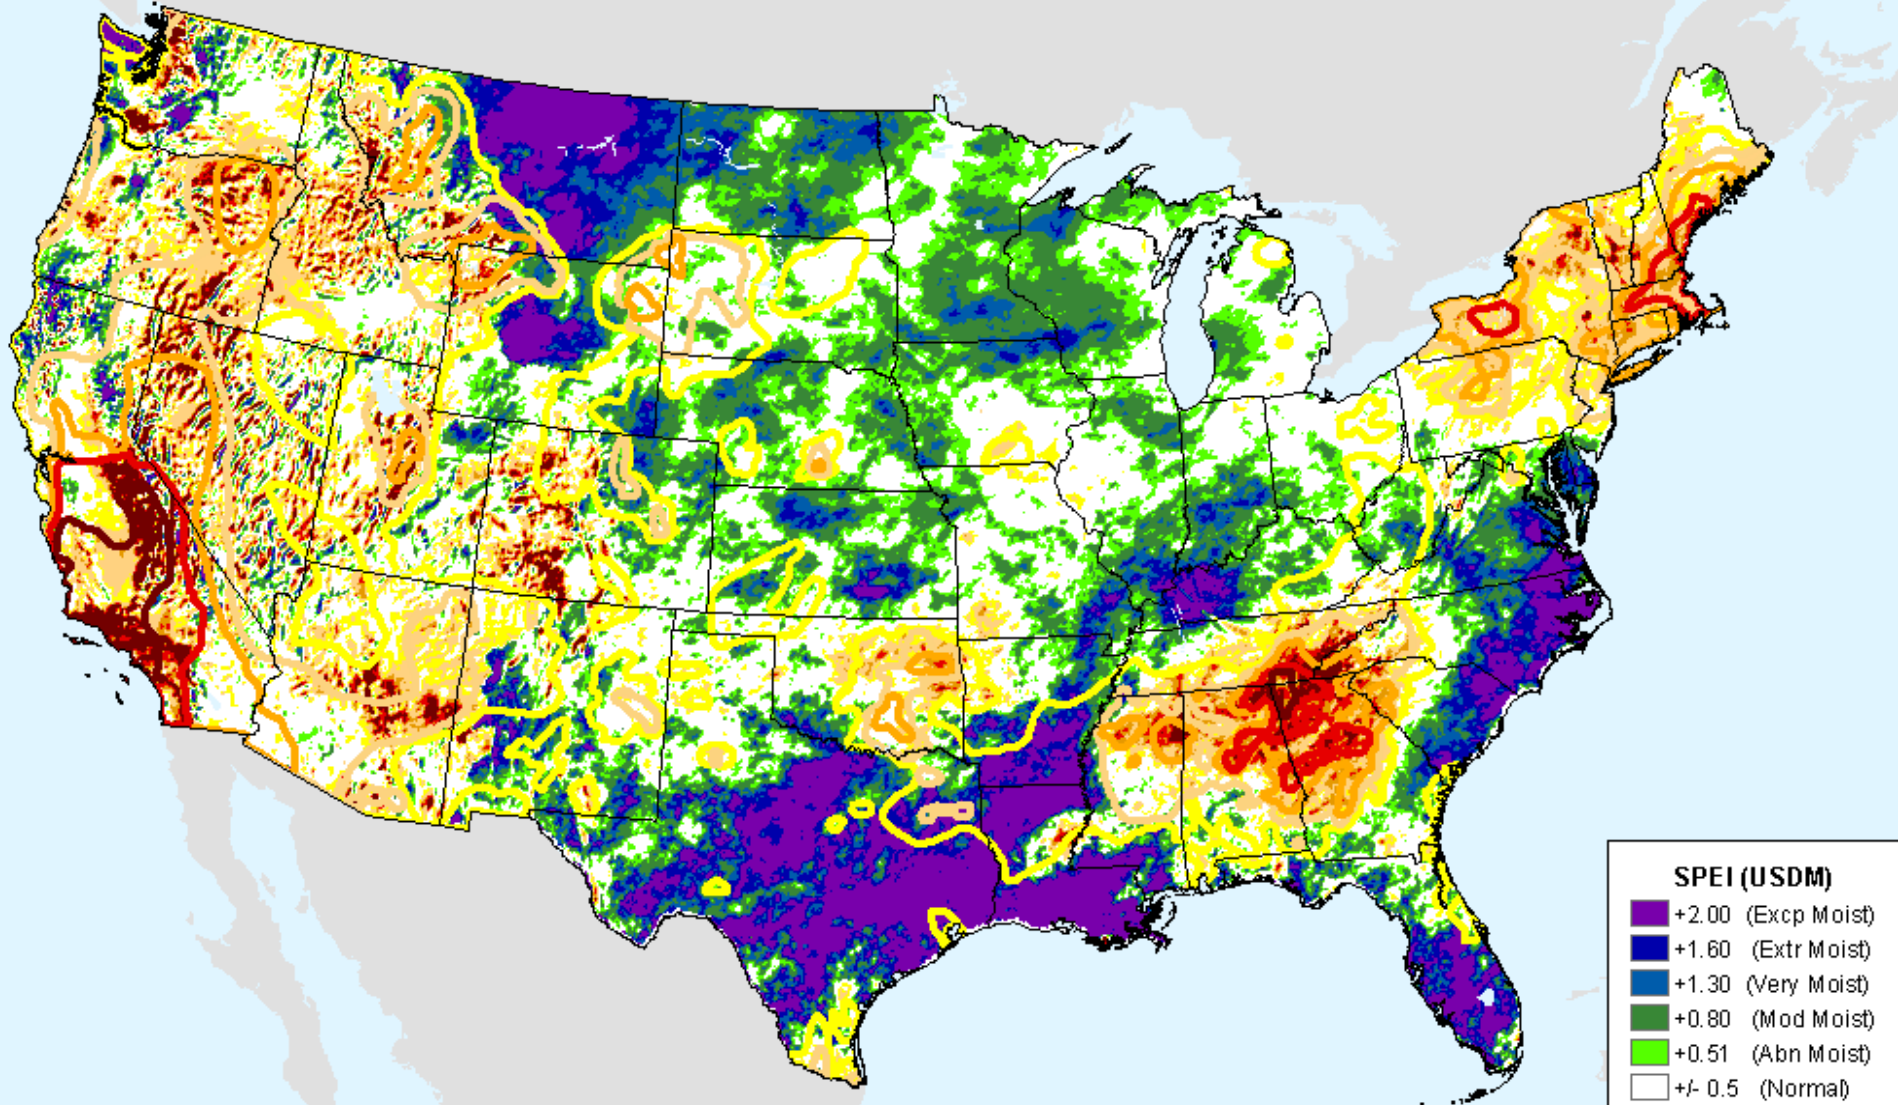 SPEI (USDM)
+2.00 (Excp Moist)
+1.60 (Extr Moist)
+1.30 (Very Moist)
+0.80 (Mod Moist)
+0.51 (Abn Moist)
+/- 0.5 (Normal)